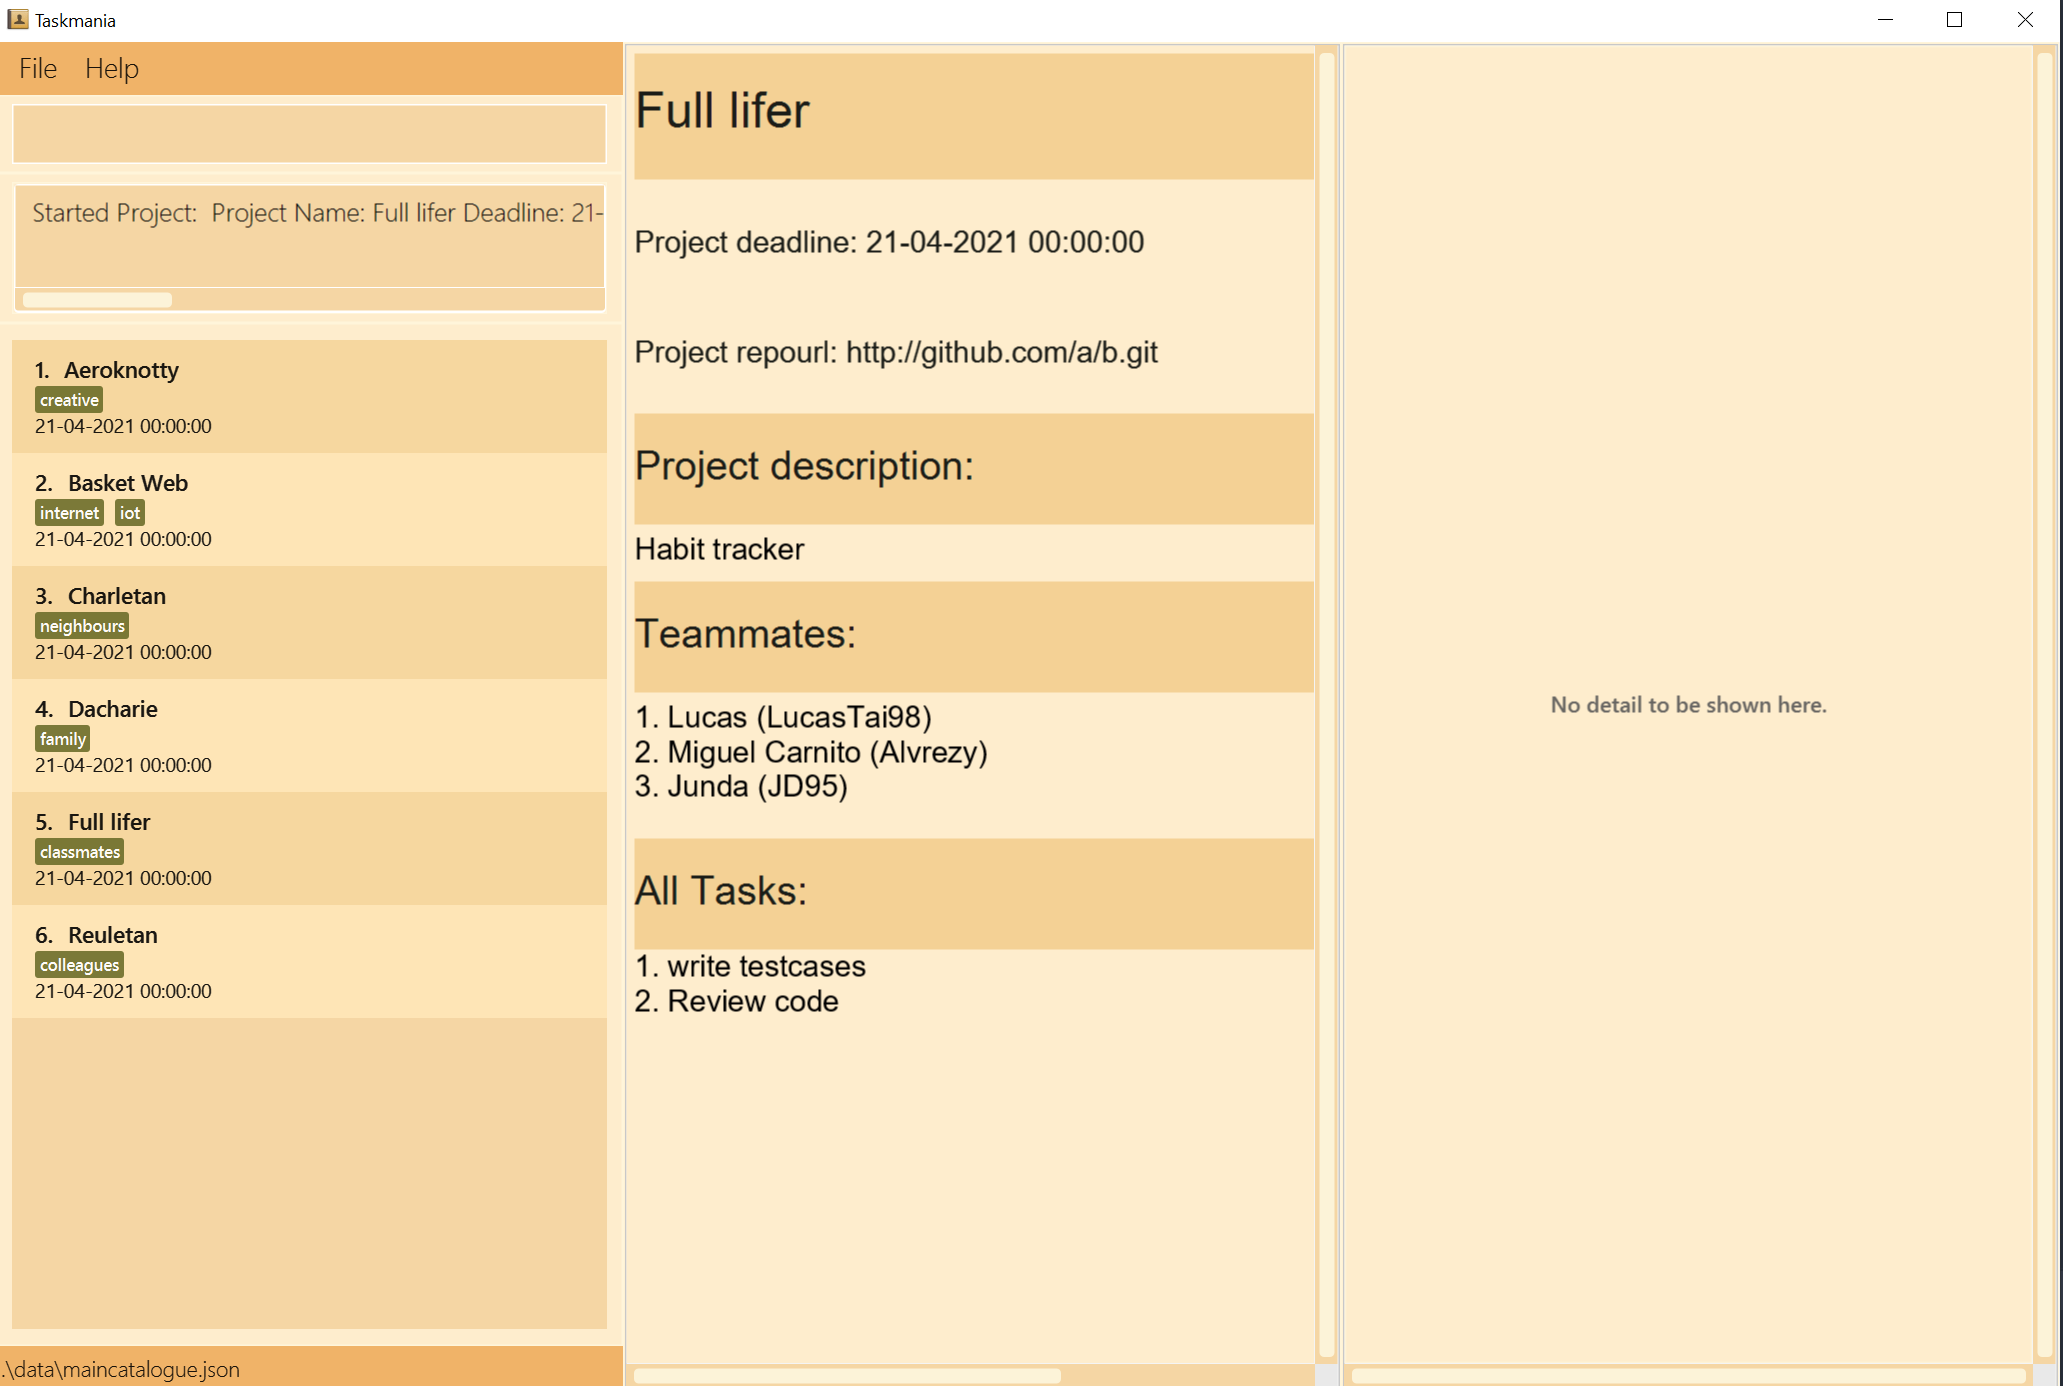 Taskmania
File Help
Started Project:  Project Name: Full lifer Deadline: 21-
1. Aeroknotty
creative
21-04-2021 00:00:00
2. Basket Web
internet iot
21-04-2021 00:00:00
3. Charletan
neighbours
21-04-2021 00:00:00
4. Dacharie
family
21-04-2021 00:00:00
5. Full lifer
classmates
21-04-2021 00:00:00
6. Reuletan
colleagues
21-04-2021 00:00:00
.\data\maincatalogue.json
Full lifer
Project deadline: 21-04-2021 00:00:00
Project repourl: http://github.com/a/b.git
Project description:
Habit tracker
Teammates:
1. Lucas (LucasTai98)
2. Miguel Carnito (Alvrezy)
3. Junda (JD95)
All Tasks:
1. write testcases
2. Review code
No detail to be shown here.